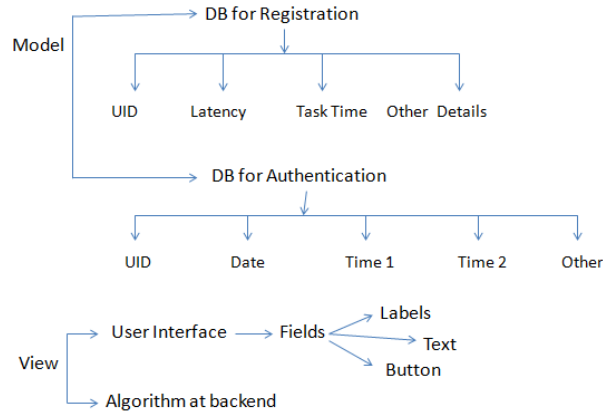 DB for Registration
Model
UID Latency Task Time Other Details
DB for Authentication
UID Date Time 1 Time 2 Other
Labels
User Interface Fields
Text
View
Button
Algorithm at backend